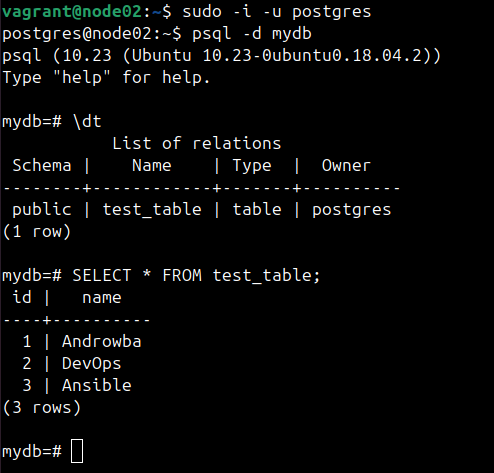 vagrant@node02:~$ sudo -i -u postgres
postgres@node02:~$ psql -d mydb
psql (10.23 (Ubuntu 10.23-0ubuntu0.18.04.2))
Type "help" for help.

mydb=# \dt
           List of relations
 Schema |    Name    | Type  |  Owner
--------+------------+-------+----------
 public | test_table | table | postgres
(1 row)

mydb=# SELECT * FROM test_table;
 id |   name
----+----------
  1 | Androwba
  2 | DevOps
  3 | Ansible
(3 rows)

mydb=#